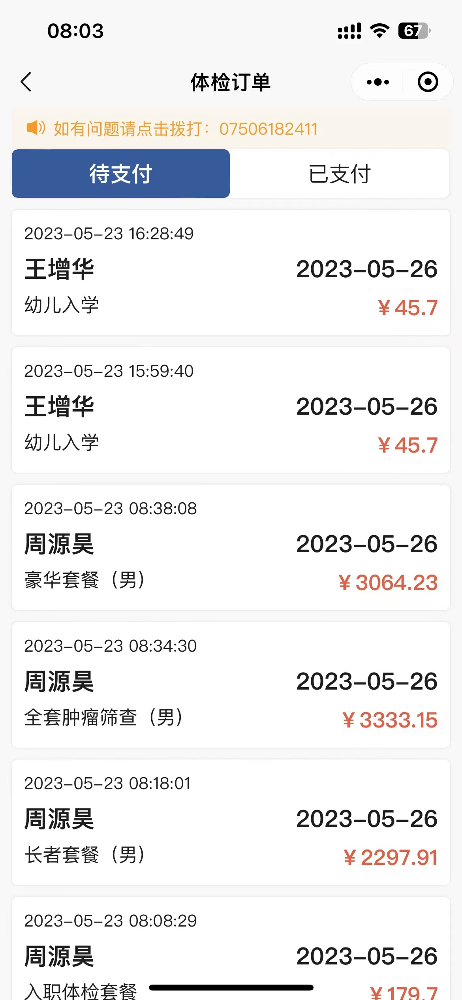 08:03
67
体检订单
如有问题请点击拨打：07506182411
待支付
已支付
2023-05-23 16:28:49
王增华
2023-05-26
幼儿入学
¥ 45.7
2023-05-23 15:59:40
王增华
2023-05-26
幼儿入学
¥ 45.7
2023-05-23 08:38:08
周源昊
2023-05-26
豪华套餐（男）
¥ 3064.23
2023-05-23 08:34:30
周源昊
2023-05-26
全套肿瘤筛查（男）
¥ 3333.15
2023-05-23 08:18:01
周源昊
2023-05-26
长者套餐（男）
¥ 2297.91
2023-05-23 08:08:29
周源昊
2023-05-26
入职体检套餐
¥ 179.7